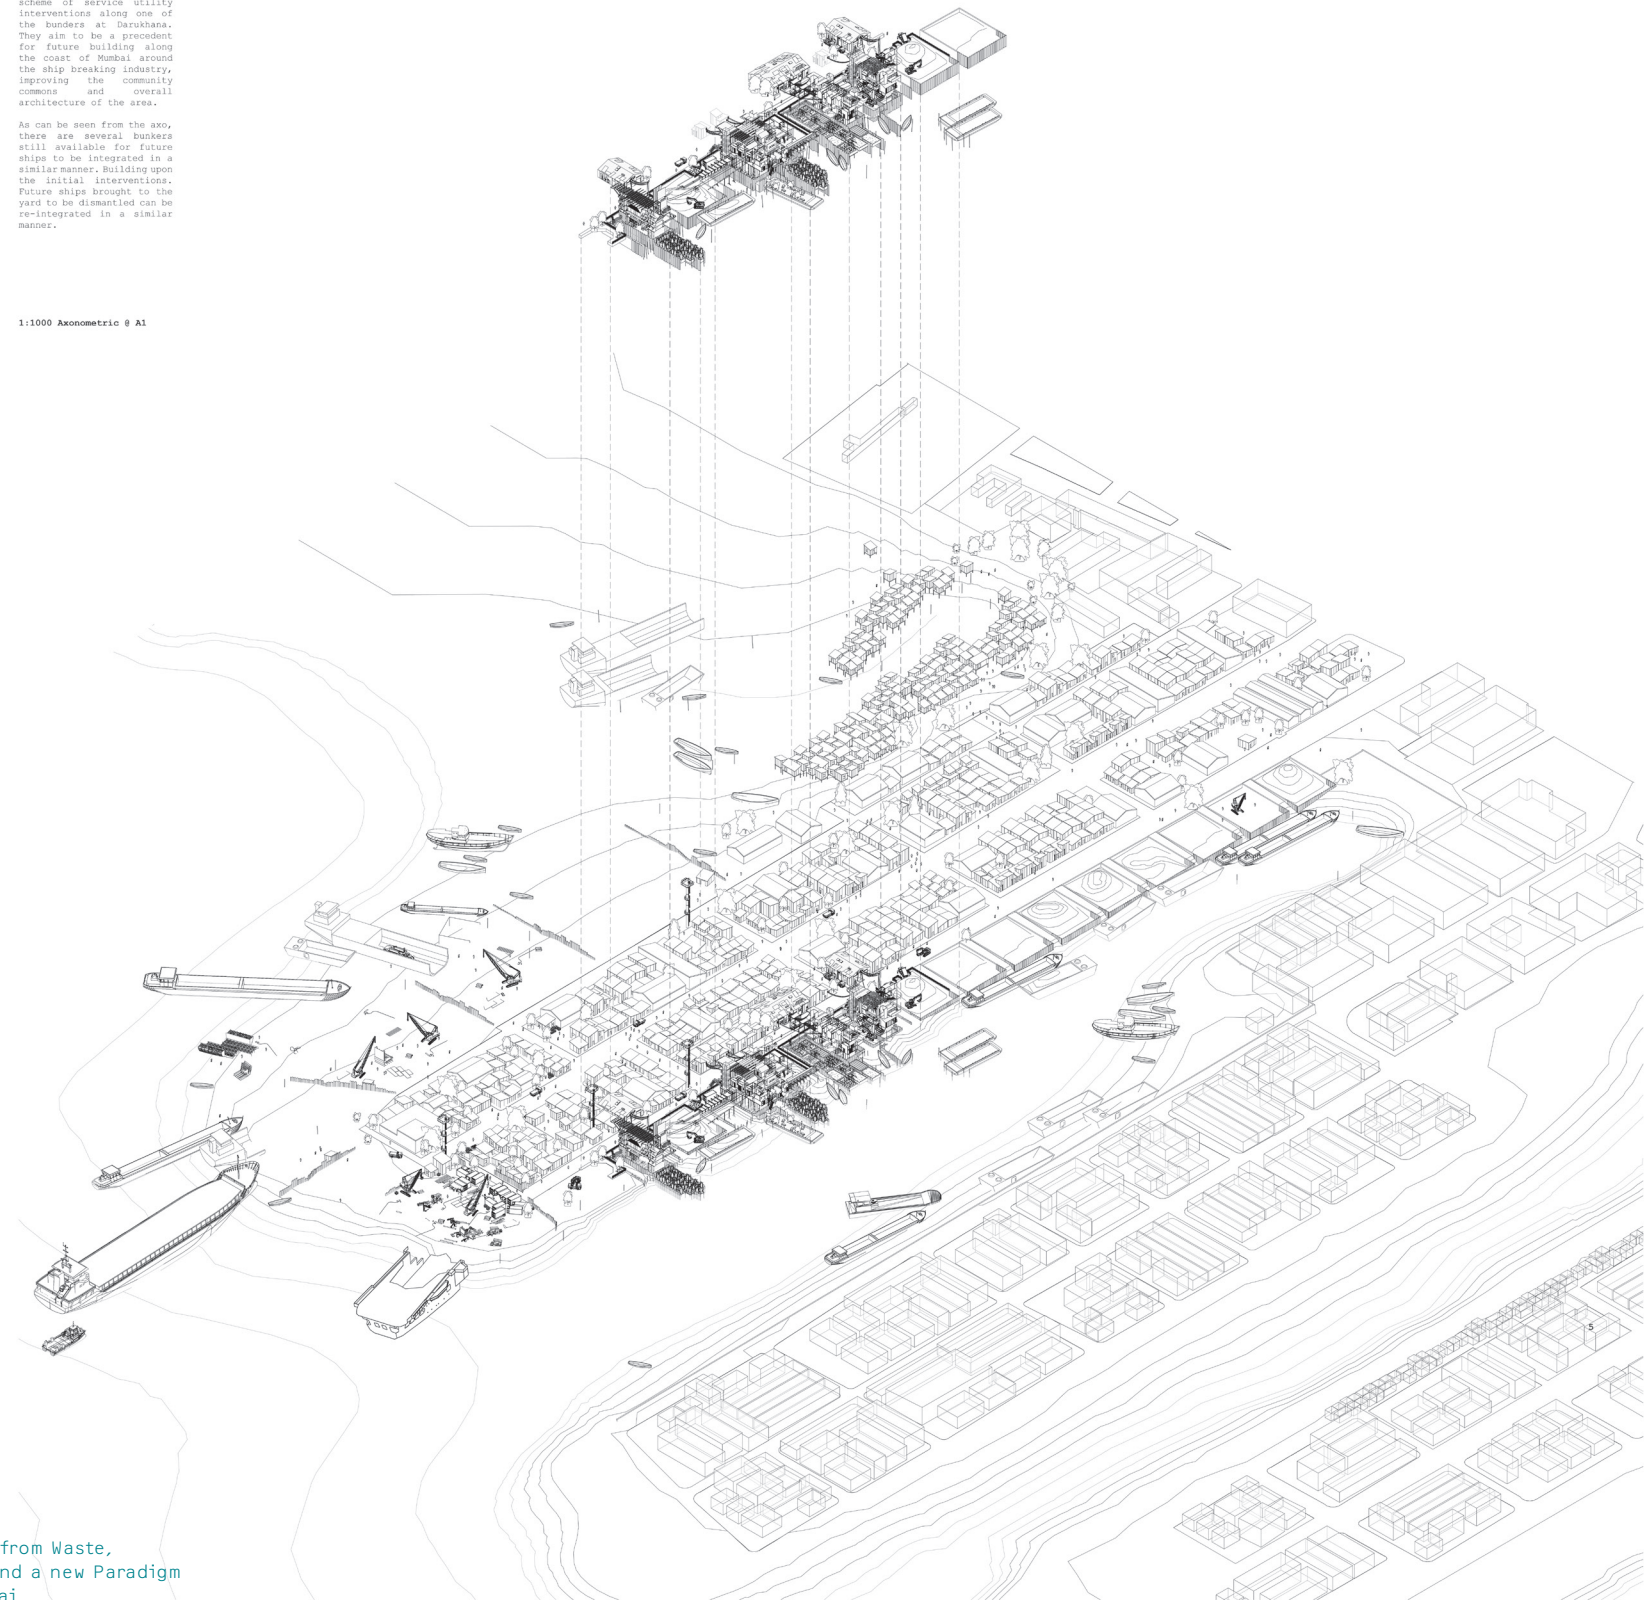 scheme of service utility
interventions along one of
the bunders at Darukhana.
They aim to be a precedent
for future building along
the coast of Mumbai around
the ship breaking industry,
improving the community
commons and overall
architecture of the area.
As can be seen from the axo,
there are several bunkers
still available for future
ships to be integrated in a
similar manner. Building upon
the initial interventions.
Future ships brought to the
yard to be dismantled can be
re-integrated in a similar
manner.
1:1000 Axonometric @ A1
5
from Waste,
nd a new Paradigm
ai